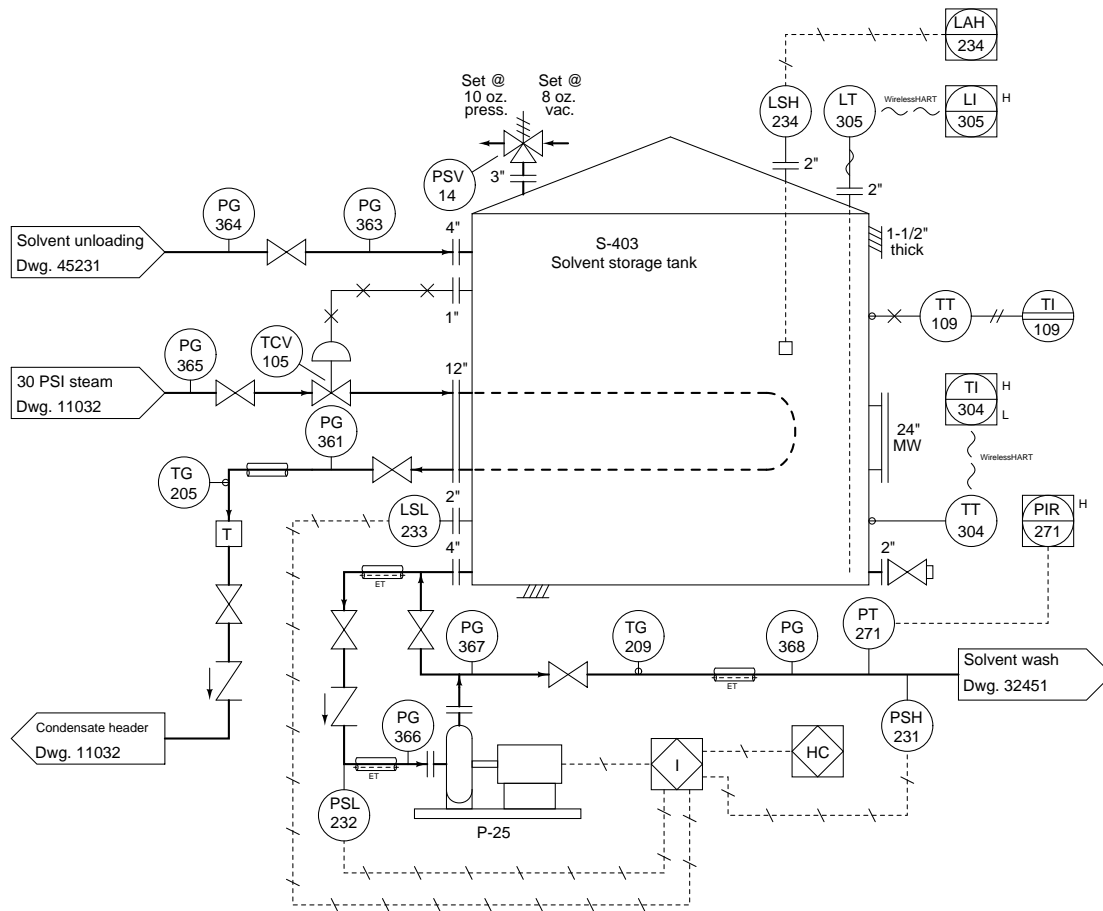 LAH
234
Set @
10 oz.
press.
Set @
8 oz.
vac.
LSH
234
LT
305
WirelessHART
LI
305
H
PSV
14
3"
2"
2"
PG
364
PG
363
4"
Solvent unloading
Dwg. 45231
S-403
Solvent storage tank
1-1/2"
thick
1"
TT
109
TI
109
PG
365
TCV
105
12"
30 PSI steam
Dwg. 11032
TI
304
H
L
PG
361
24"
MW
WirelessHART
TG
205
2"
LSL
233
TT
304
PIR
271
H
T
4"
2"
ET
PG
367
TG
209
PG
368
PT
271
Solvent wash
Dwg. 32451
ET
Condensate header
Dwg. 11032
PG
366
PSH
231
I
HC
ET
PSL
232
P-25